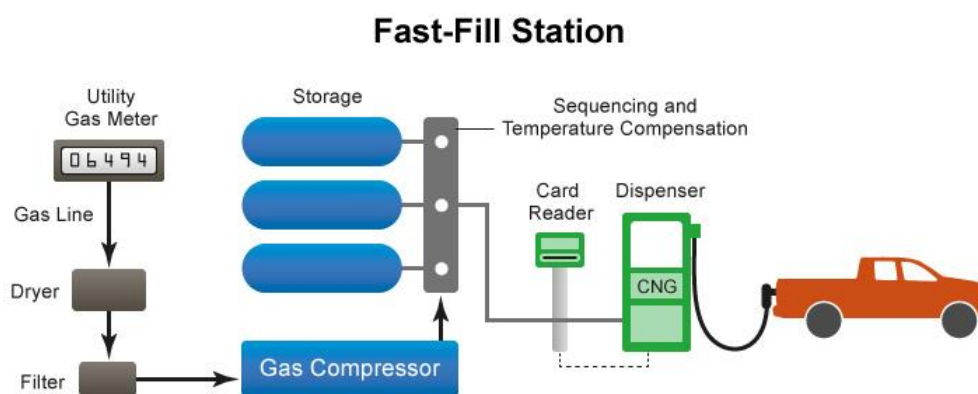 Fast-Fill Station
Utility
Gas Meter
06494
Gas Line
Dryer
Filter
Storage
Gas Compressor
Sequencing and
Temperature Compensation
Card
Reader
Dispenser
CNG